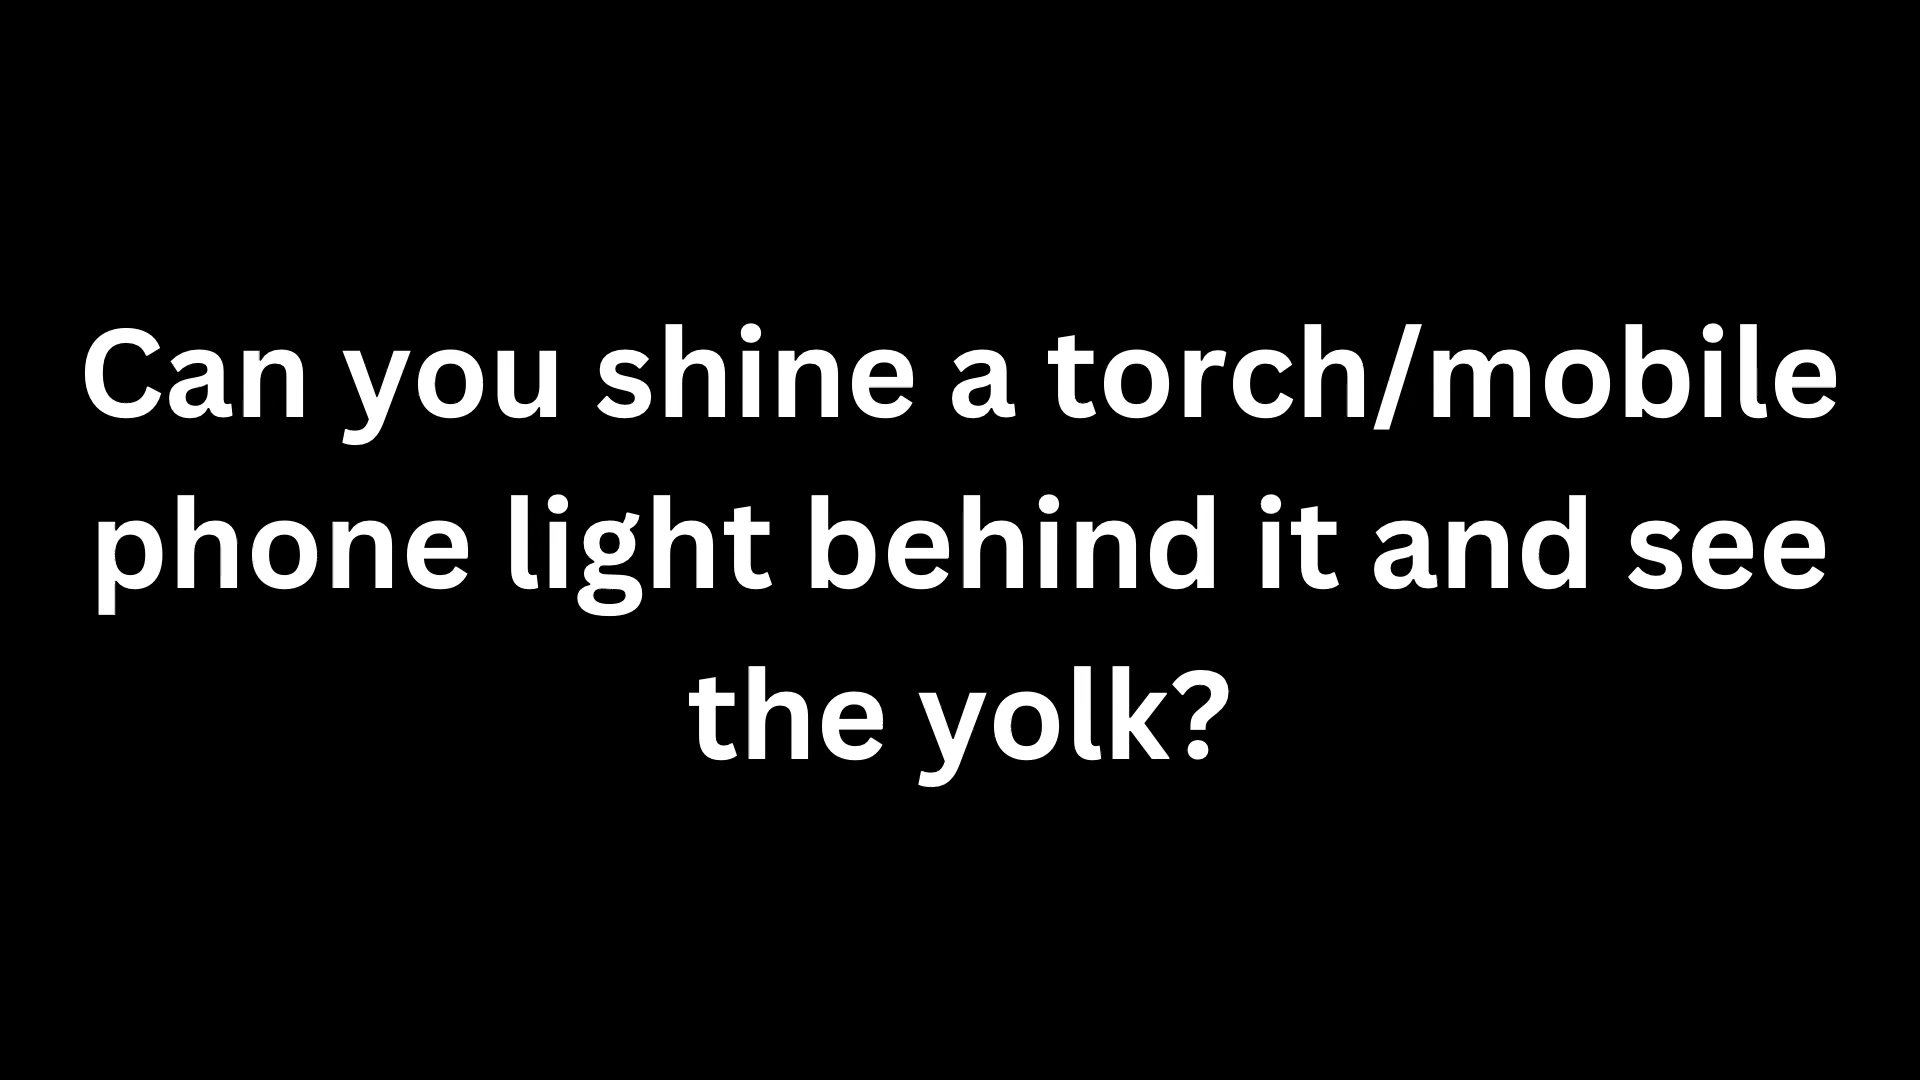 Can you shine a torch/mobile
phone light behind it and see
the yolk?